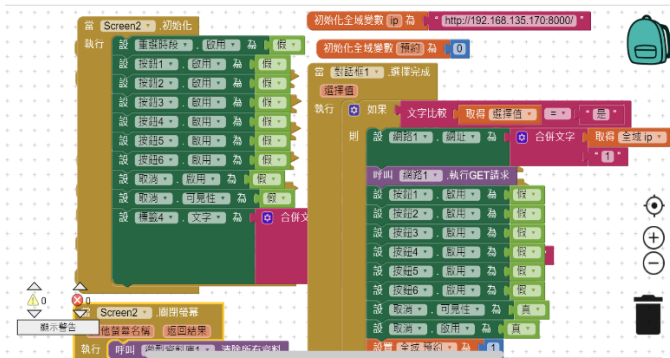 當 Screen2 .初始化
執行 設 重選時段 . 啟用 為 假
設 按鈕1 . 啟用 為 假
設 按鈕2 . 啟用 為 假
設 按鈕3 . 啟用 為 假
設 按鈕4 . 啟用 為 假
設 按鈕5 . 啟用 為 假
設 按鈕6 . 啟用 為 假
設 取消 . 啟用 為 假
設 取消 . 可見性 為 假
設 標籤4 . 文字 為 合併文
0 0
顯示警告
Screen2 .關閉螢幕
他螢幕名稱 返回結果
執行 呼叫 微型資料庫1 .清除所有資料
初始化全域變數 ip 為 " http://192.168.135.170:8000/ "
初始化全域變數 預約 為 0
當 對話框1 .選擇完成
選擇值
執行 如果 文字比較 取得 選擇值 = " 是 "
則 設 網路1 . 網址 為 合併文字 取得 全域 ip
" 1 "
呼叫 網路1 .執行GET請求
設 按鈕1 . 啟用 為 假
設 按鈕2 . 啟用 為 假
設 按鈕3 . 啟用 為 假
設 按鈕4 . 啟用 為 假
設 按鈕5 . 啟用 為 假
設 按鈕6 . 啟用 為 假
設 取消 . 可見性 為 真
設 取消 . 啟用 為 真
設置 全域 預約 為 1